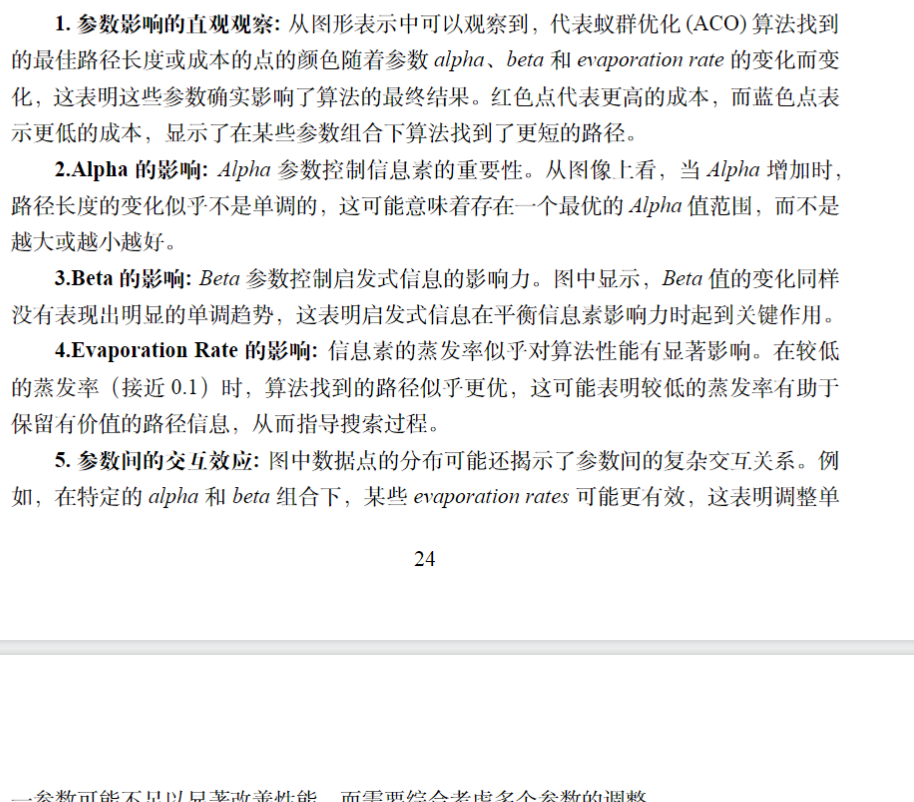 1. 参数影响的直观观察: 从图形表示中可以观察到，代表蚁群优化 (ACO) 算法找到
的最佳路径长度或成本的点的颜色随着参数 alpha、beta 和 evaporation rate 的变化而变
化，这表明这些参数确实影响了算法的最终结果。红色点代表更高的成本，而蓝色点表
示更低的成本，显示了在某些参数组合下算法找到了更短的路径。
2.Alpha 的影响: Alpha 参数控制信息素的重要性。从图像上看，当 Alpha 增加时，
路径长度的变化似乎不是单调的，这可能意味着存在一个最优的 Alpha 值范围，而不是
越大或越小越好。
3.Beta 的影响: Beta 参数控制启发式信息的影响力。图中显示，Beta 值的变化同样
没有表现出明显的单调趋势，这表明启发式信息在平衡信息素影响力时起到关键作用。
4.Evaporation Rate 的影响: 信息素的蒸发率似乎对算法性能有显著影响。在较低
的蒸发率（接近 0.1）时，算法找到的路径似乎更优，这可能表明较低的蒸发率有助于
保留有价值的路径信息，从而指导搜索过程。
5. 参数间的交互效应: 图中数据点的分布可能还揭示了参数间的复杂交互关系。例
如，在特定的 alpha 和 beta 组合下，某些 evaporation rates 可能更有效，这表明调整单
24
一参数可能不足以显著改善性能，而需要综合考虑多个参数的调整